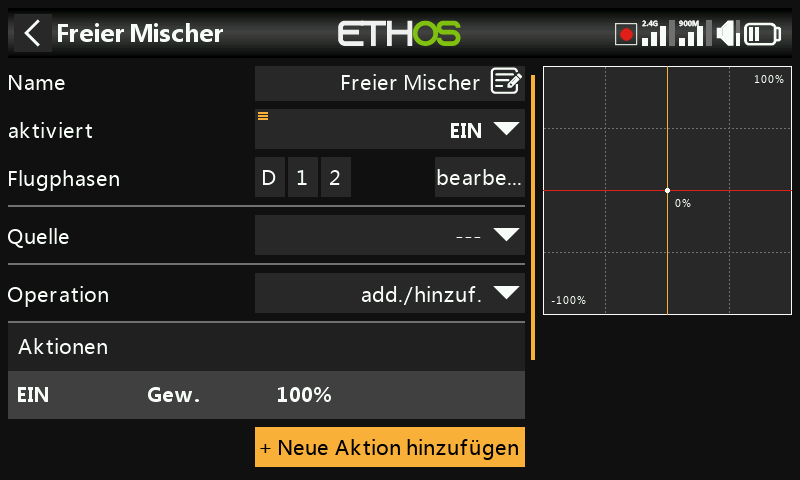 Freier Mischer
ETHOS
2.4G
900M
Name
Freier Mischer
aktiviert
EIN
Flugphasen
D 1 2
bearbe...
Quelle
---
Operation
add./hinzuf.
Aktionen
EIN Gew. 100%
+ Neue Aktion hinzufügen
100%
0%
-100%